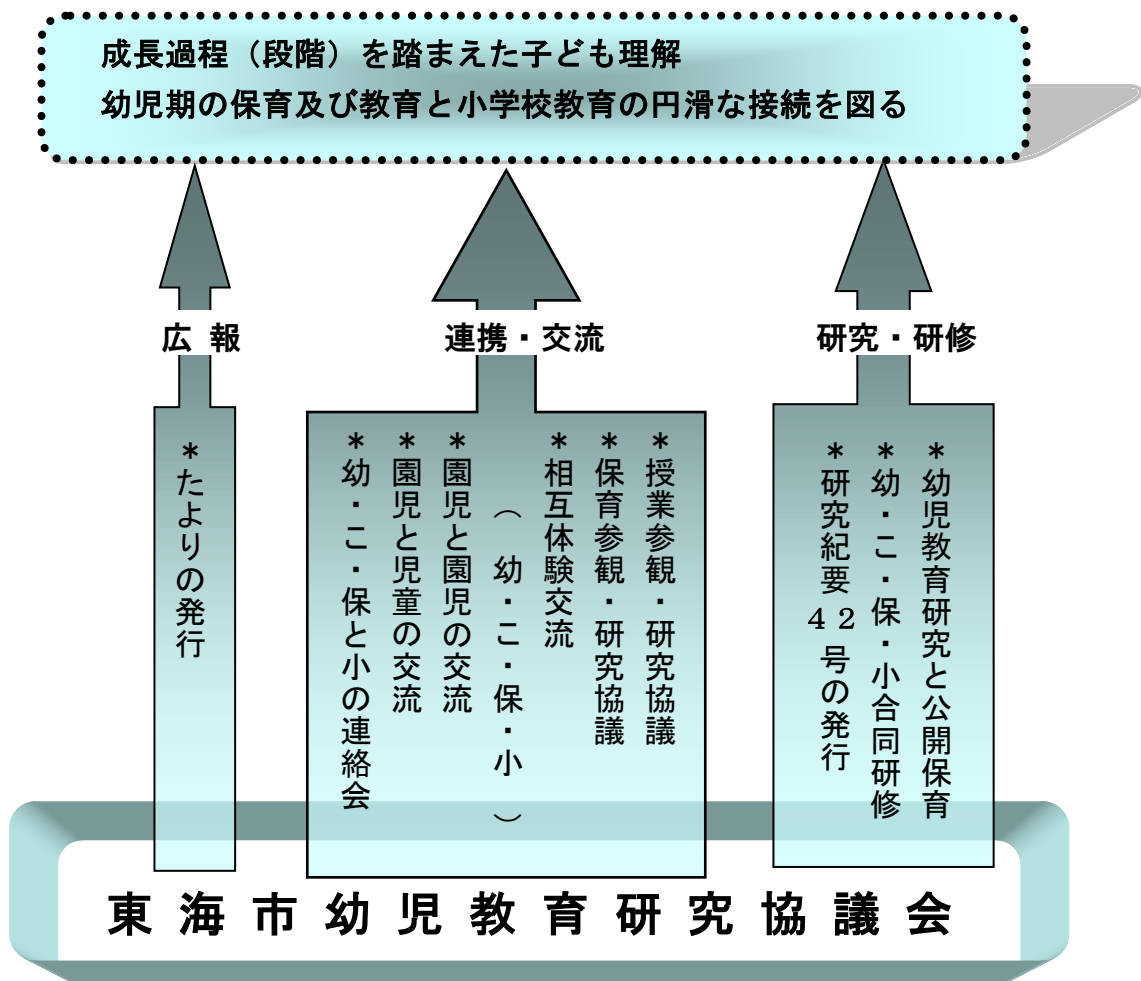 成長過程（段階）を踏まえた子ども理解
幼児期の保育及び教育と小学校教育の円滑な接続を図る
広 報
連携・交流
研究・研修
＊たよりの発行
＊授業参観・研究協議
＊保育参観・研究協議
＊相互体験交流
（ 幼・こ・保・小 ）
＊園児と園児の交流
＊園児と児童の交流
＊幼・こ・保と小の連絡会
＊幼児教育研究と公開保育
＊幼・こ・保・小合同研修
＊研究紀要４２号の発行
東海市幼児教育研究協議会